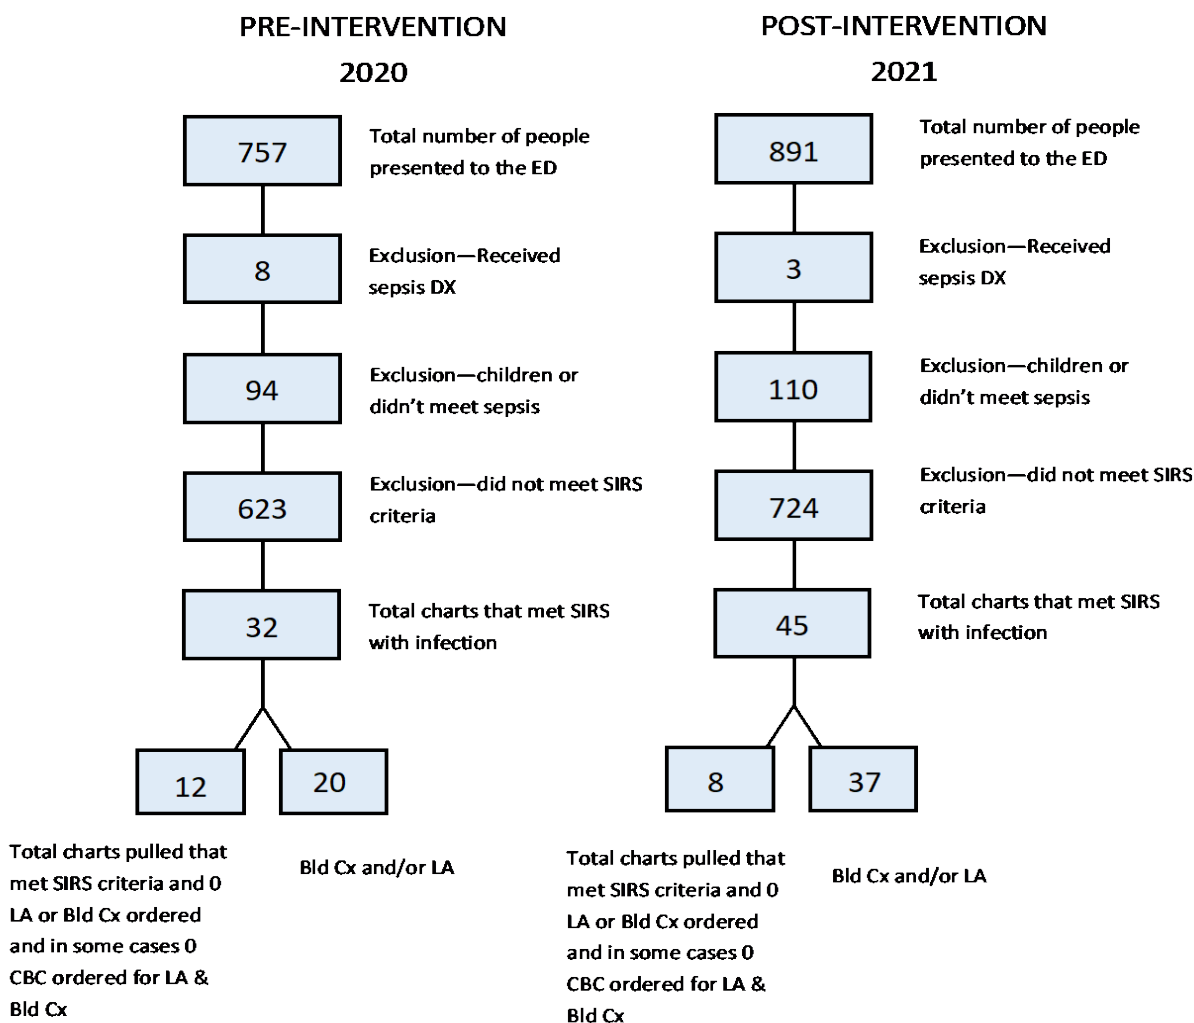 PRE-INTERVENTION
2020
757
Total number of people
presented to the ED
8
Exclusion—Received
sepsis DX
94
Exclusion—children or
didn't meet sepsis
623
Exclusion—did not meet SIRS
criteria
32
Total charts that met SIRS
with infection
12
20
Total charts pulled that
met SIRS criteria and 0
LA or Bld Cx ordered
and in some cases 0
CBC ordered for LA &
Bld Cx
Bld Cx and/or LA
POST-INTERVENTION
2021
891
Total number of people
presented to the ED
3
Exclusion—Received
sepsis DX
110
Exclusion—children or
didn't meet sepsis
724
Exclusion—did not meet SIRS
criteria
45
Total charts that met SIRS
with infection
8
37
Total charts pulled that
met SIRS criteria and 0
LA or Bld Cx ordered
and in some cases 0
CBC ordered for LA &
Bld Cx
Bld Cx and/or LA